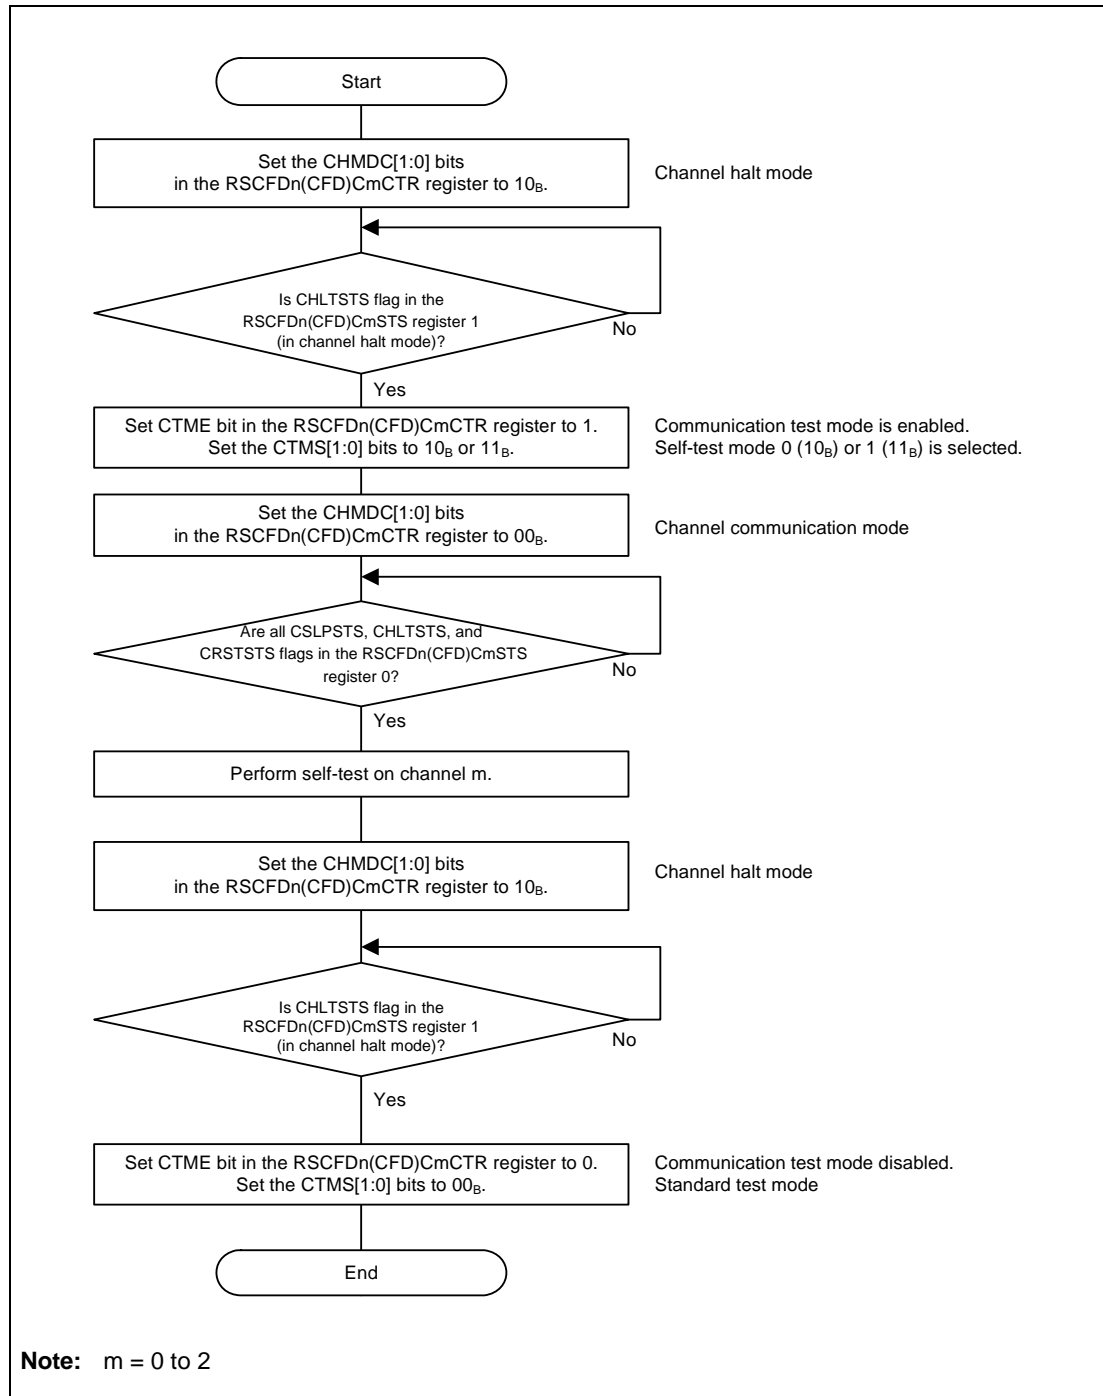 Start
Set the CHMDC[1:0] bits
in the RSCFDn(CFD)CmCTR register to 10B.
Channel halt mode
Is CHLTSTS flag in the
RSCFDn(CFD)CmSTS register 1
(in channel halt mode)?
No
Yes
Set CTME bit in the RSCFDn(CFD)CmCTR register to 1.
Set the CTMS[1:0] bits to 10B or 11B.
Communication test mode is enabled.
Self-test mode 0 (10B) or 1 (11B) is selected.
Set the CHMDC[1:0] bits
in the RSCFDn(CFD)CmCTR register to 00B.
Channel communication mode
Are all CSLPSTS, CHLTSTS, and
CRSTSTS flags in the RSCFDn(CFD)CmSTS
register 0?
No
Yes
Perform self-test on channel m.
Set the CHMDC[1:0] bits
in the RSCFDn(CFD)CmCTR register to 10B.
Channel halt mode
Is CHLTSTS flag in the
RSCFDn(CFD)CmSTS register 1
(in channel halt mode)?
No
Yes
Set CTME bit in the RSCFDn(CFD)CmCTR register to 0.
Set the CTMS[1:0] bits to 00B.
Communication test mode disabled.
Standard test mode
End
Note: m = 0 to 2